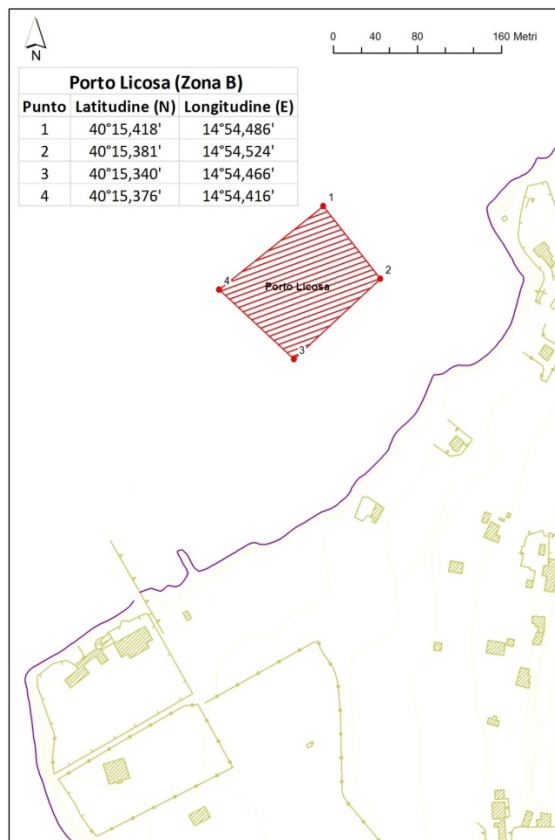 N
0 40 80 160 Metri
Porto Licosa (Zona B)
Punto Latitudine (N) Longitudine (E)
1 40°15,418' 14°54,486'
2 40°15,381' 14°54,524'
3 40°15,340' 14°54,466'
4 40°15,376' 14°54,416'
1
2
4
Porto Licosa
3